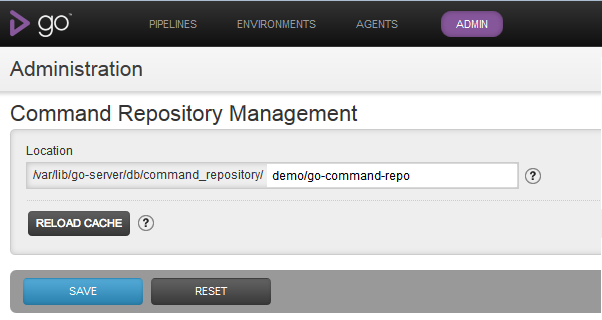 go
PIPELINES ENVIRONMENTS AGENTS ADMIN
Administration
Command Repository Management
Location
/var/lib/go-server/db/command_repository/ demo/go-command-repo ?
RELOAD CACHE ?
SAVE RESET